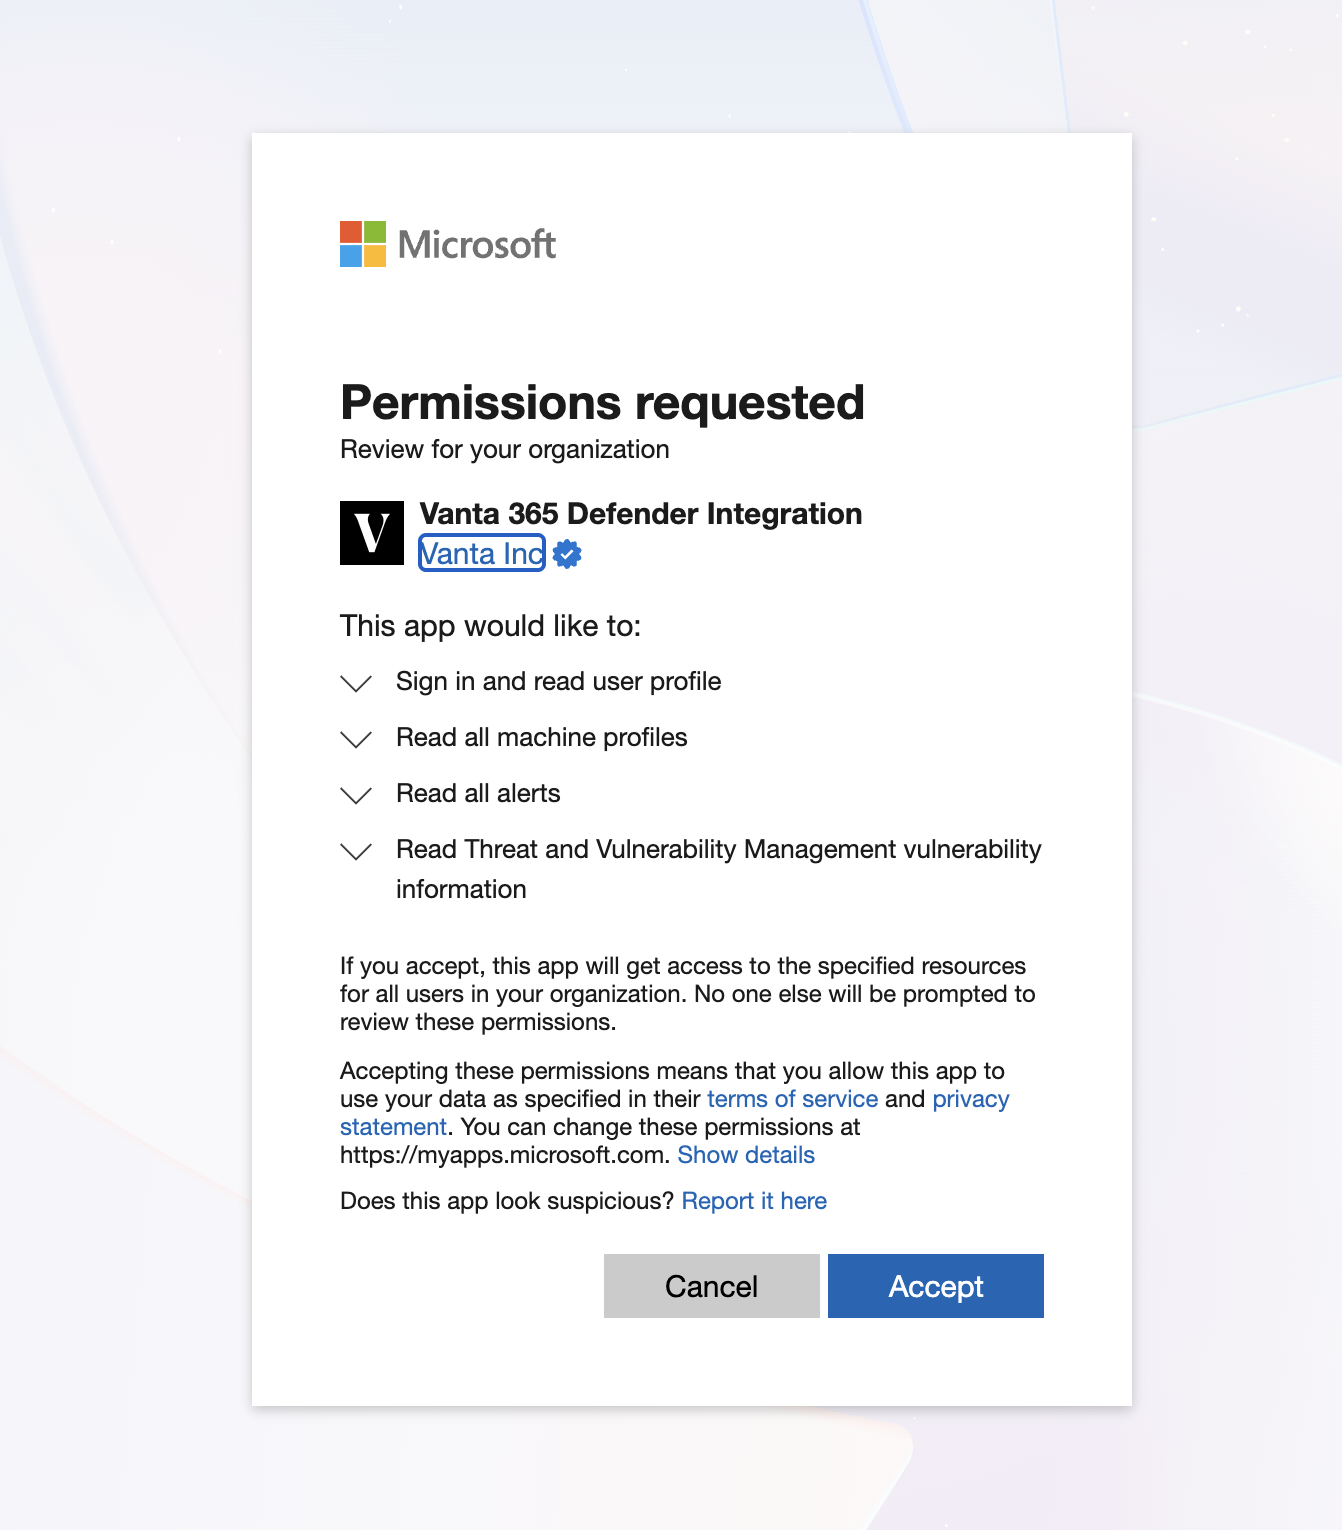 Microsoft
Permissions requested
Review for your organization
V
Vanta 365 Defender Integration
Vanta Inc
This app would like to:
Sign in and read user profile
Read all machine profiles
Read all alerts
Read Threat and Vulnerability Management vulnerability
information
If you accept, this app will get access to the specified resources
for all users in your organization. No one else will be prompted to
review these permissions.
Accepting these permissions means that you allow this app to
use your data as specified in their terms of service and privacy
statement. You can change these permissions at
https://myapps.microsoft.com. Show details
Does this app look suspicious? Report it here
Cancel Accept